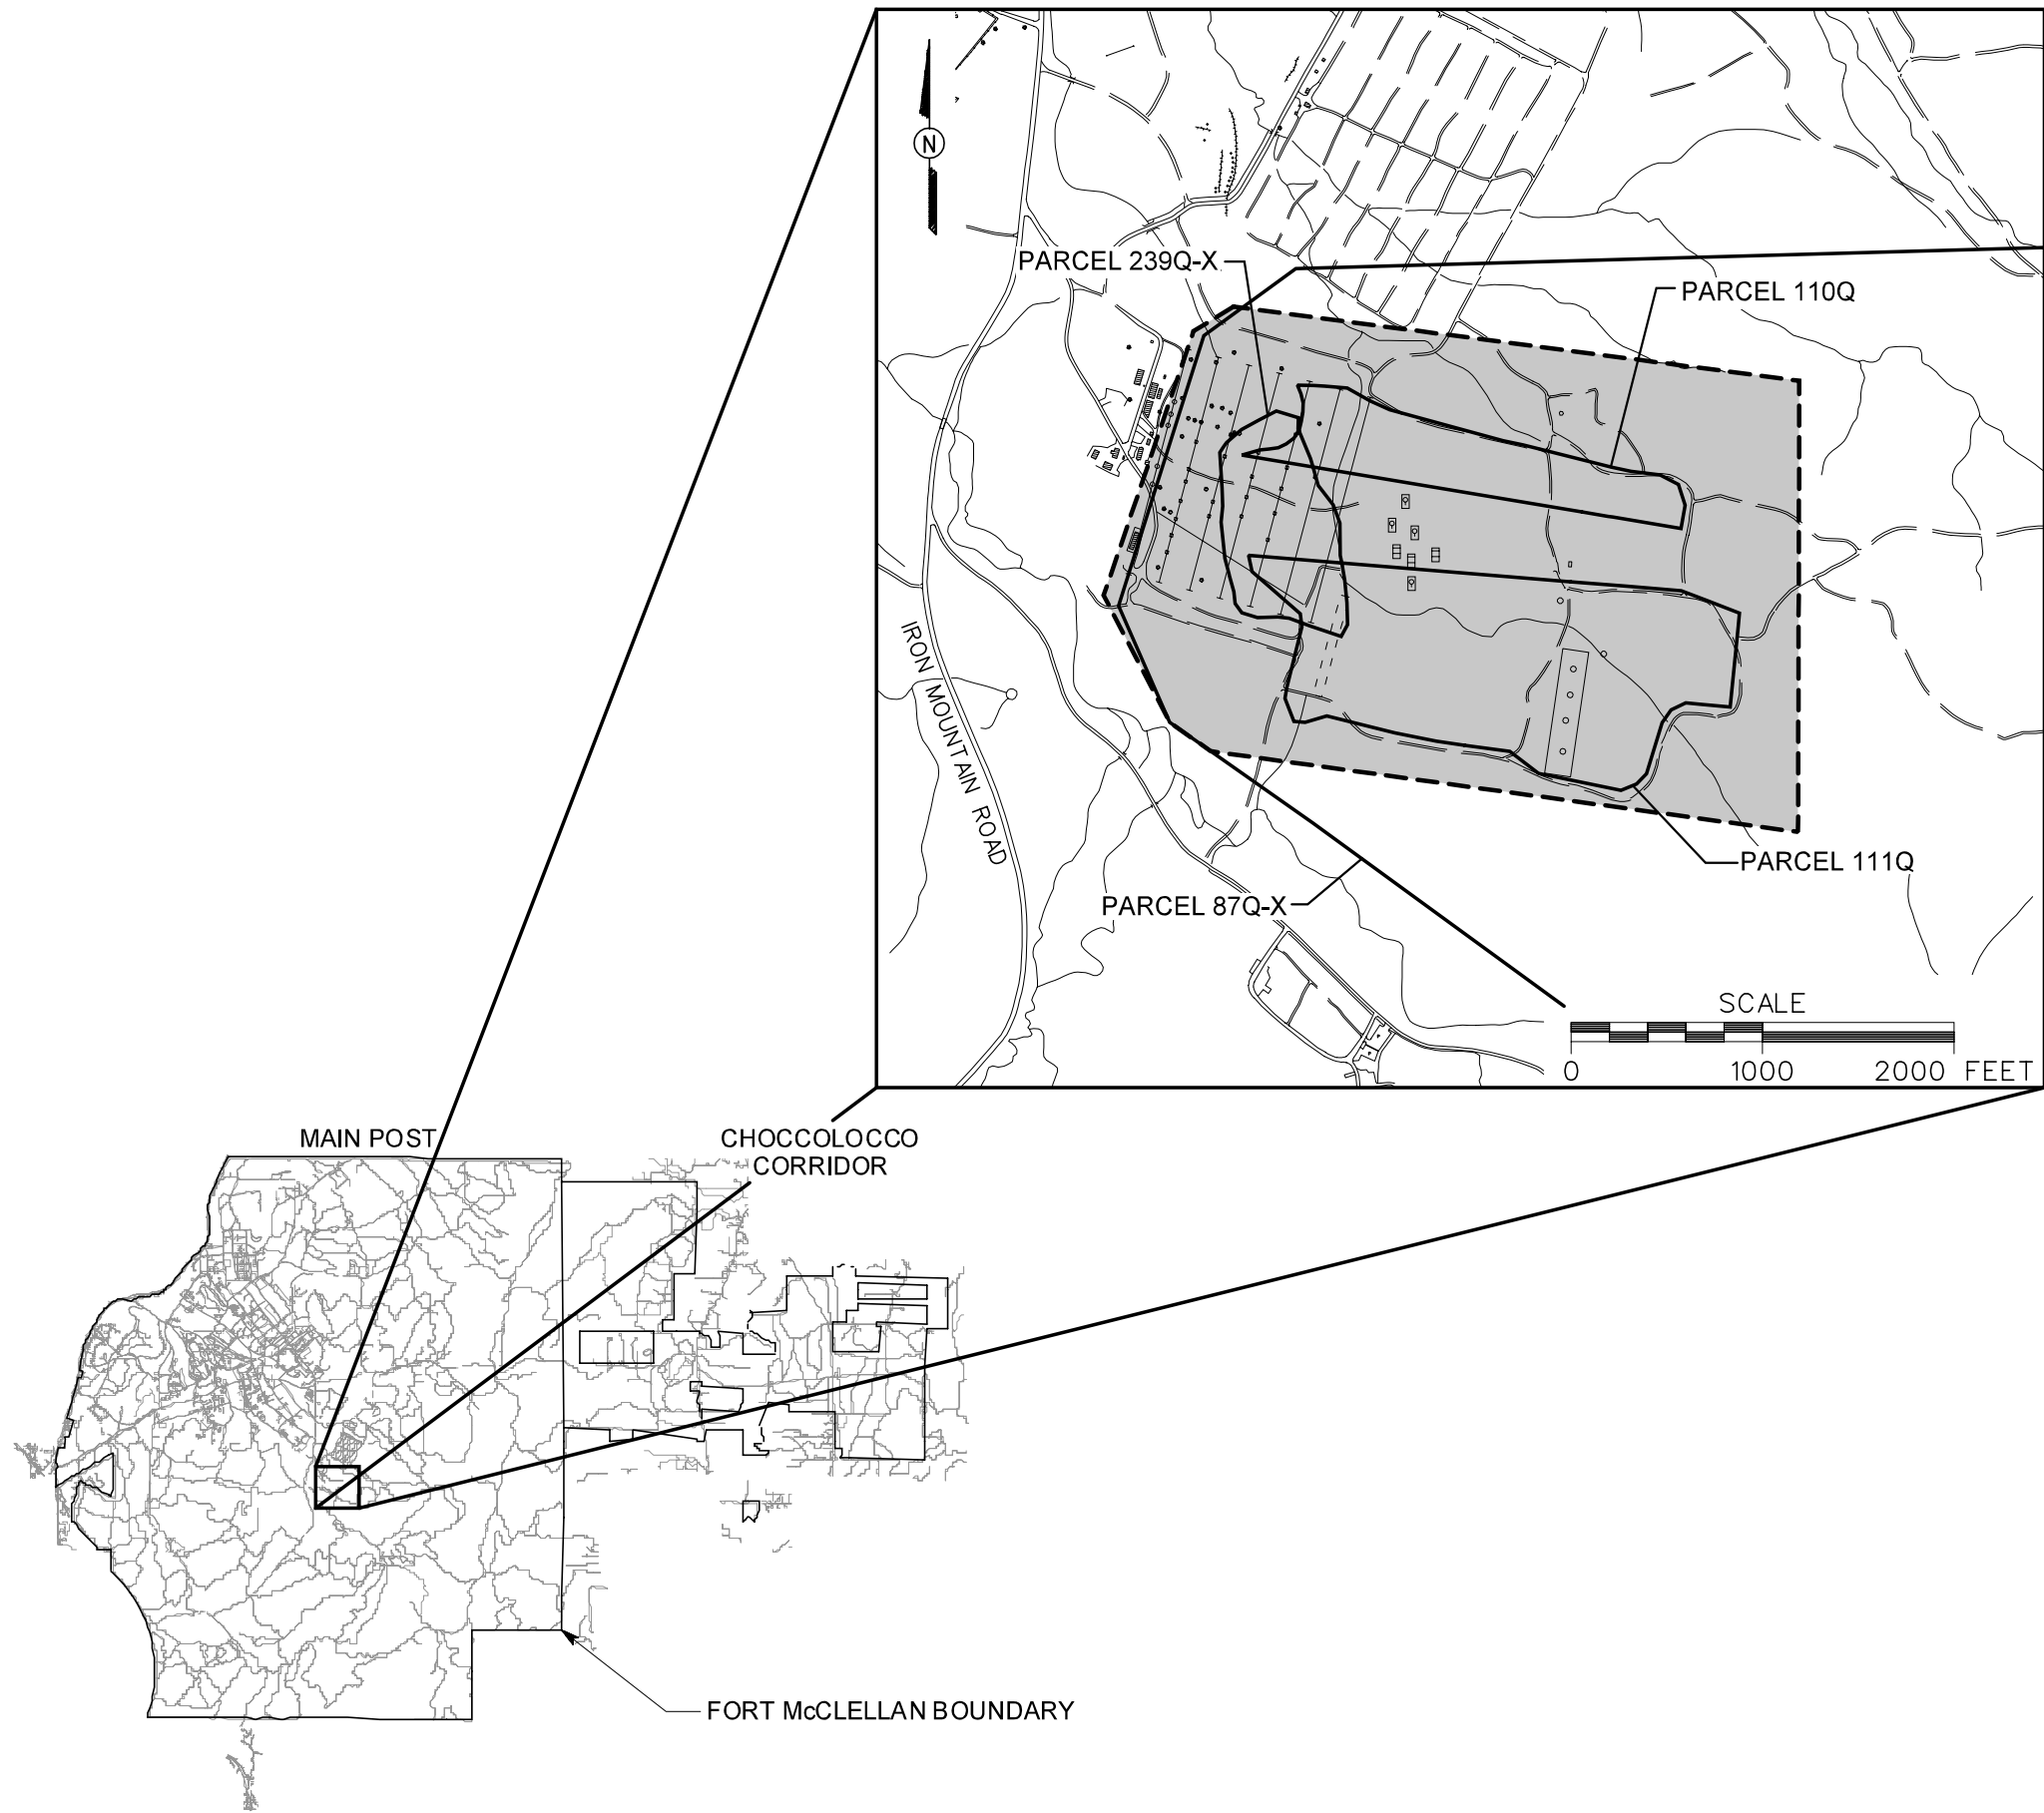 N
PARCEL 239Q-X
PARCEL 110Q
IRON MOUNTAIN ROAD
PARCEL 111Q
PARCEL 87Q-X
SCALE
0 1000 2000 FEET
MAIN POST
CHOCCOLOCCO
CORRIDOR
FORT McCLELLAN BOUNDARY